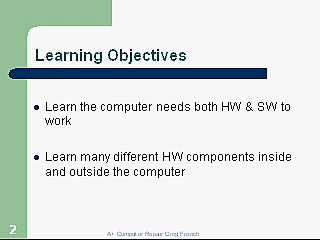 Learning Objectives
Learn the computer needs both HW & SW to
work
Learn many different HW components inside
and outside the computer
2
A+ Computer Repair Greg French